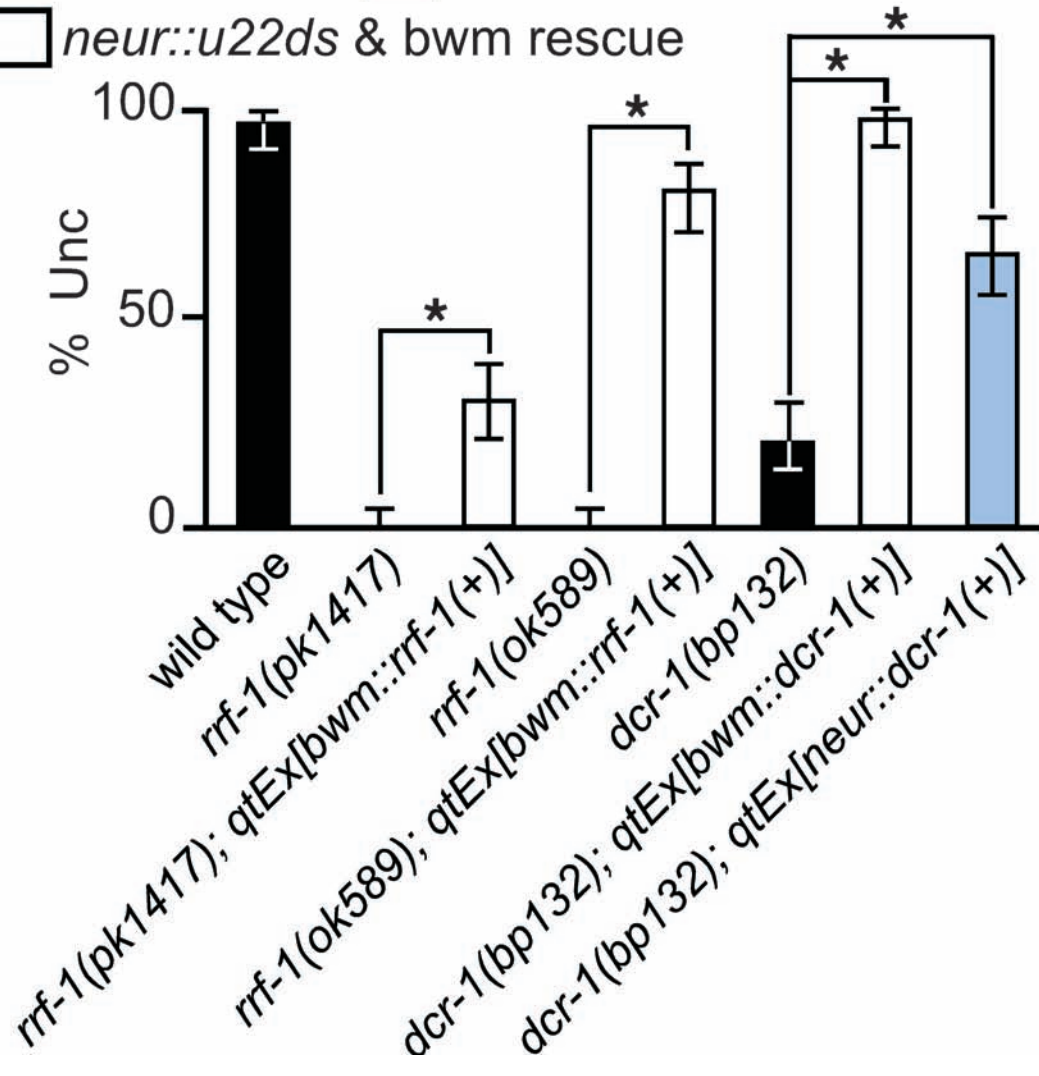 neur::u22ds & bwm rescue
*
*
*
*
100
50
0
% Unc
wild type
rrf-1(pk1417)
rrf-1(pk1417); qtEx[bwm::rrf-1(+)]
rrf-1(ok589)
rrf-1(ok589); qtEx[bwm::rrf-1(+)]
dcr-1(bp132)
dcr-1(bp132); qtEx[bwm::dcr-1(+)]
dcr-1(bp132); qtEx[neur::dcr-1(+)]